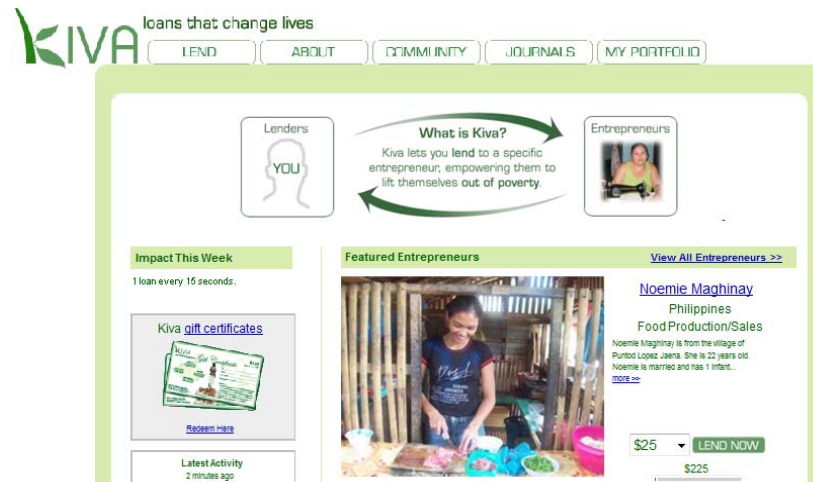 KIVA
loans that change lives
LEND ABOUT COMMUNITY JOURNALS MY PORTFOLIO
Lenders
YOU
What is Kiva?
Kiva lets you lend to a specific
entrepreneur, empowering them to
lift themselves out of poverty.
Entrepreneurs
Impact This Week
1 loan every 15 seconds.
Kiva gift certificates
KIVA Gift Certificate
Redeem Here
Latest Activity
2 minutes ago
Featured Entrepreneurs
View All Entrepreneurs >>
Noemie Maghinay
Philippines
Food Production/Sales
Noemie Maghinay is from the village of
Puntod Lopez Jaena. She is 22 years old.
Noemie is married and has 1 infant...
more >>
$25 LEND NOW
$225